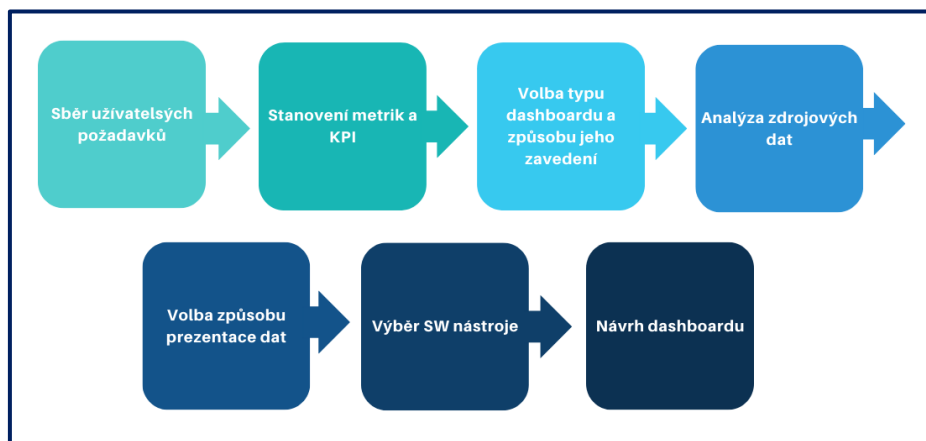 Sběr užívatelsých
požadavků
Stanovení metrik a
KPI
Volba typu
dashboardu a
způsobu jeho
zavedení
Analýza zdrojových
dat
Volba způsobu
prezentace dat
Výběr SW nástroje
Návrh dashboardu